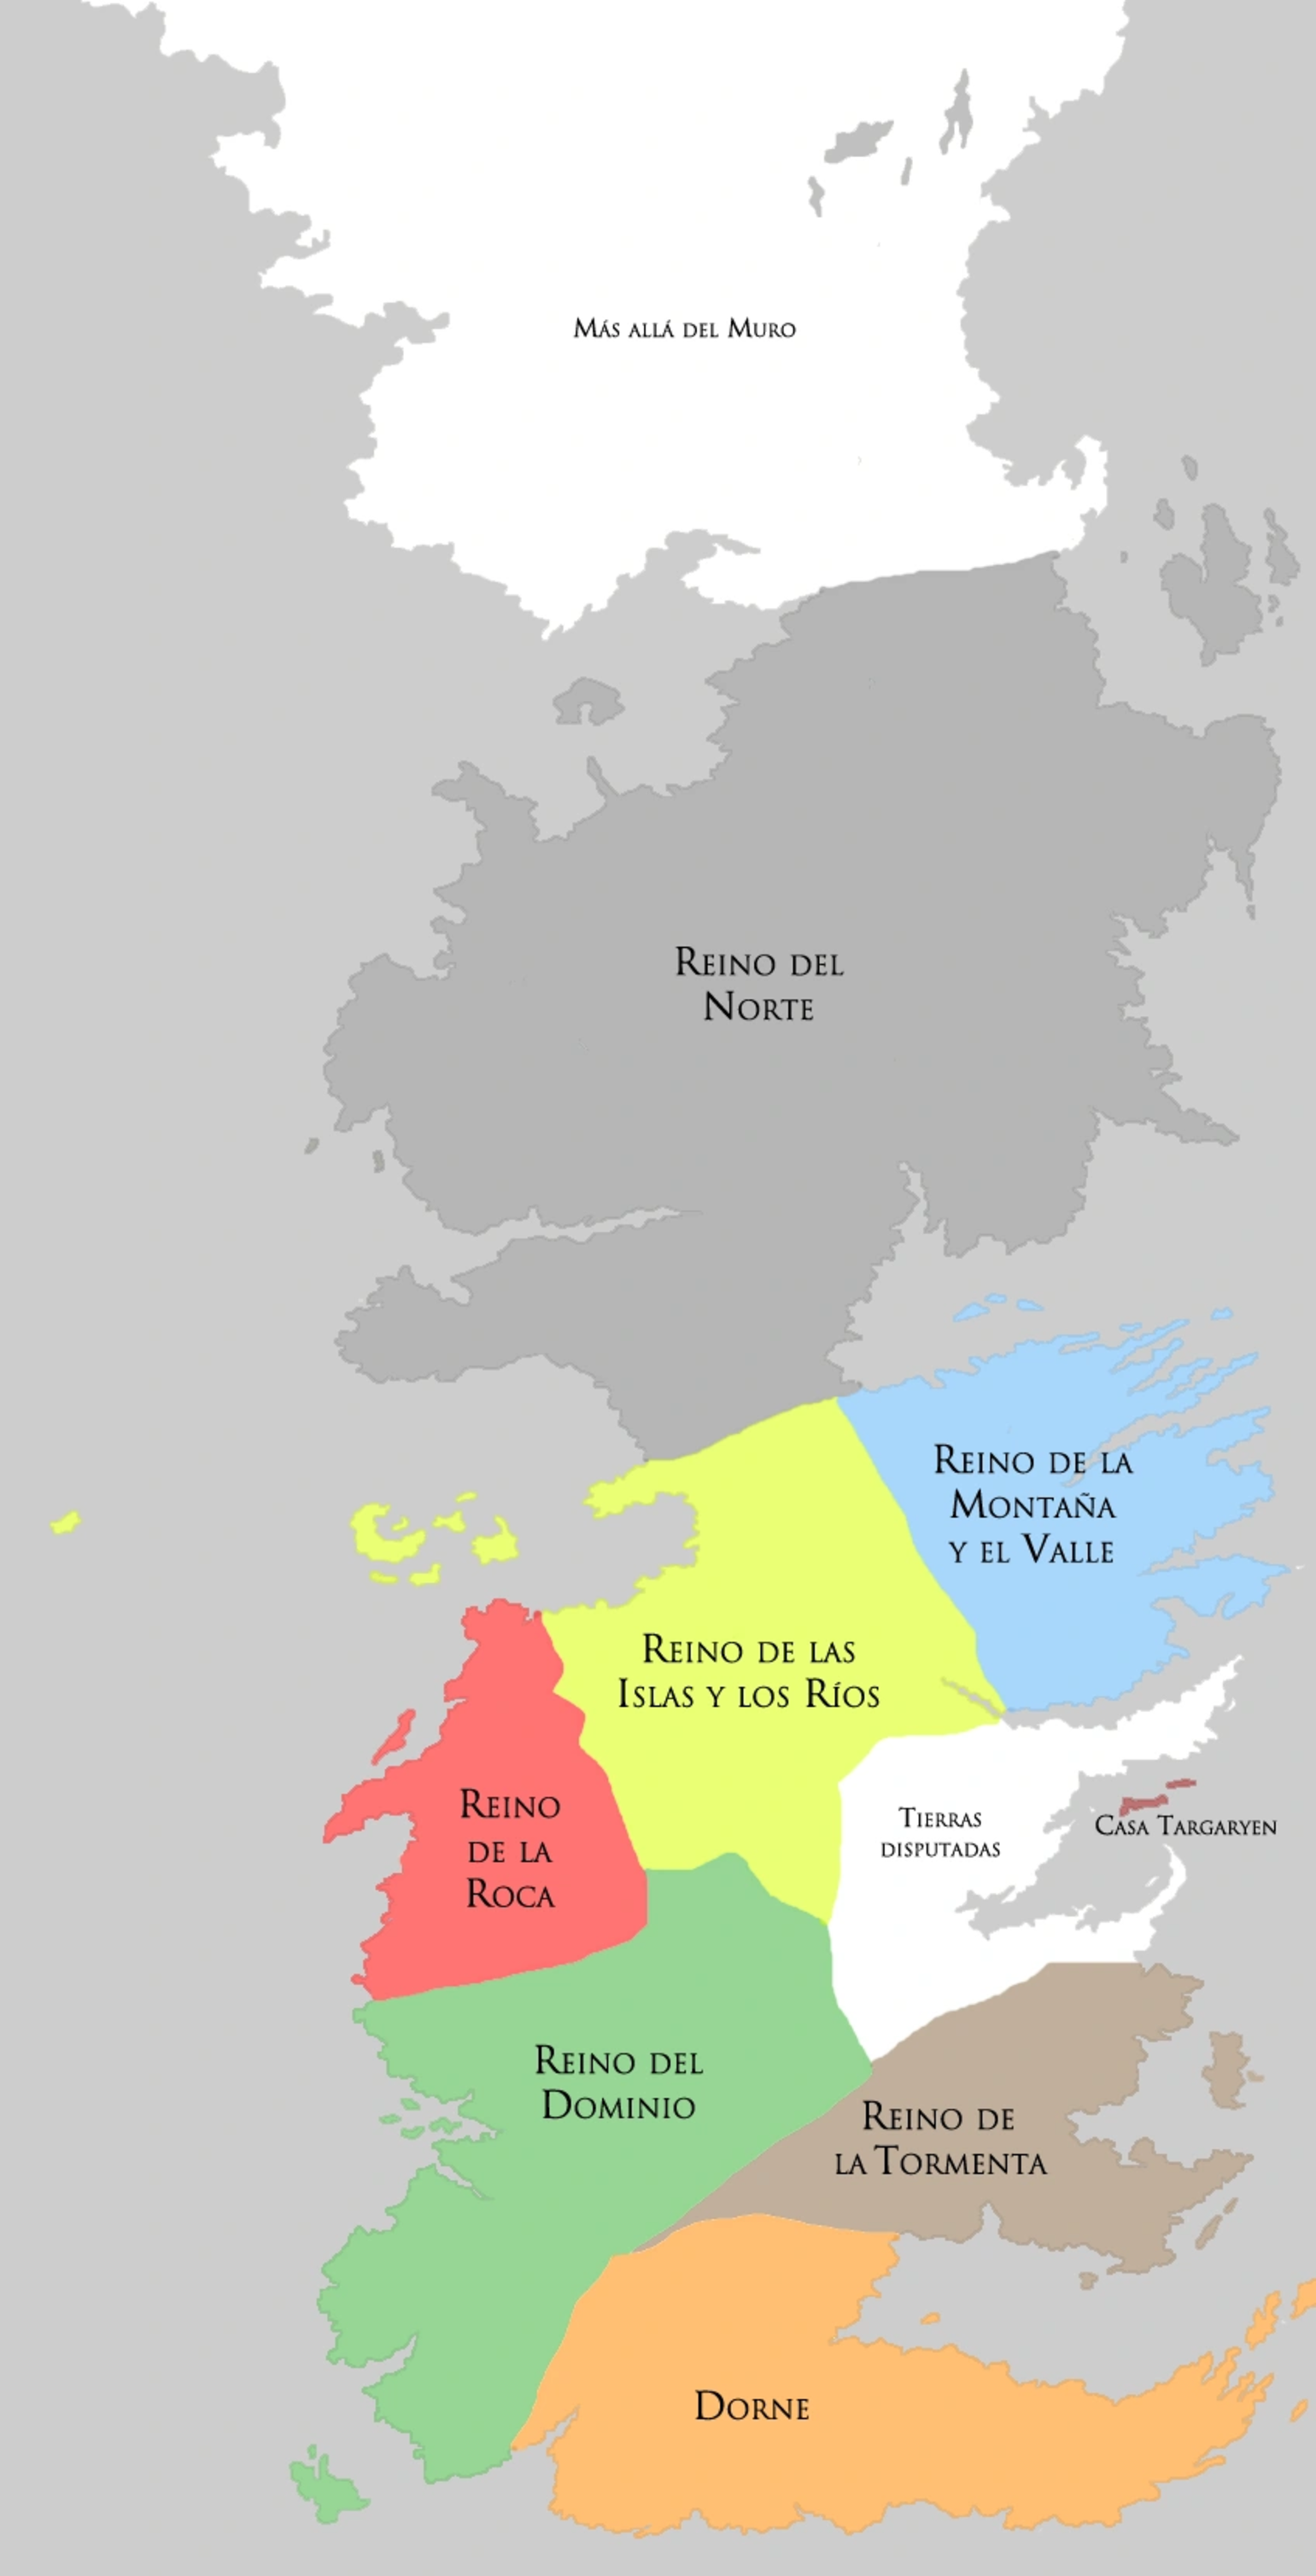 Más allá del Muro
Reino del
Norte
Reino de la
Montaña
y el Valle
Reino de las
Islas y los Ríos
Reino
de la
Roca
Tierras
disputadas
Casa Targaryen
Reino del
Dominio
Reino de
la Tormenta
Dorne